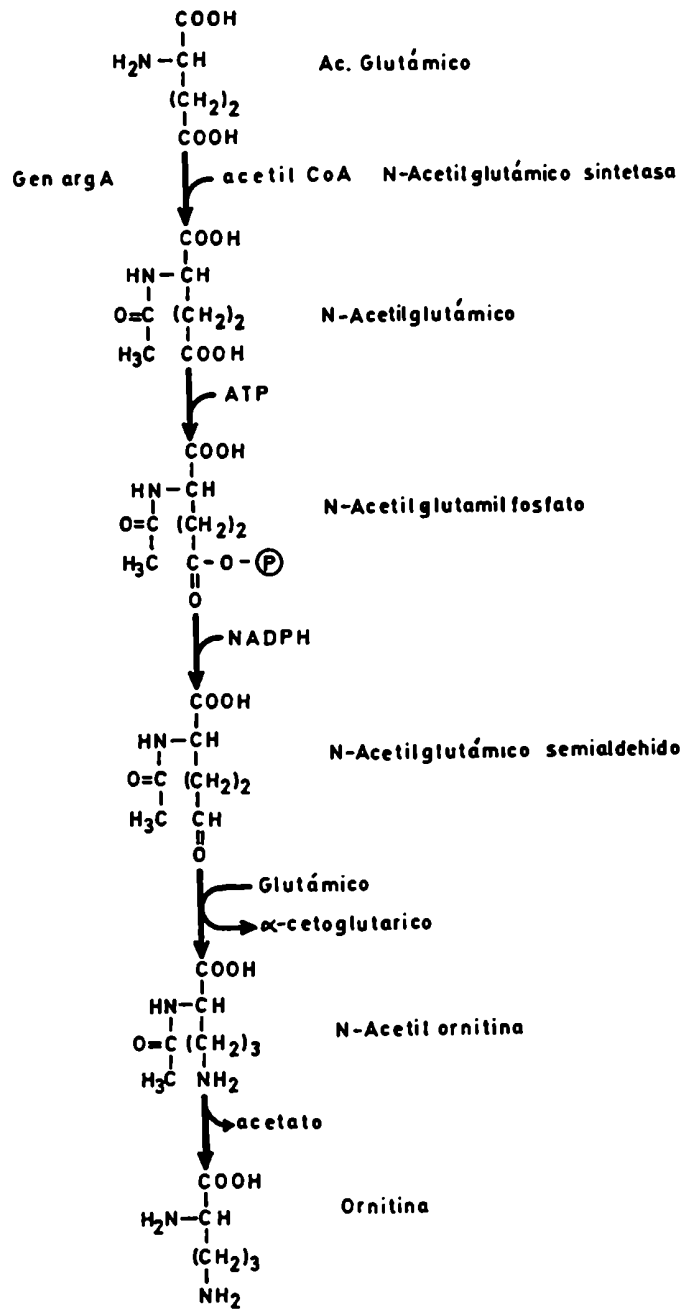 COOH
H2N-CH Ac. Glutámico
(CH2)2
COOH
Gen argA acetil CoA N-Acetilglutámico sintetasa
COOH
HN-CH
O=C (CH2)2 N-Acetilglutámico
H3C COOH
ATP
COOH
HN-CH
N-Acetilglutamil fosfato
O=C (CH2)2
H3C C-O-P
O
NADPH
COOH
HN-CH N-Acetilglutámico semialdehido
O=C (CH2)2
H3C CH
O
Glutámico
α-cetoglutarico
COOH
HN-CH
N-Acetil ornitina
O=C (CH2)3
H3C NH2
acetato
COOH
Ornitina
H2N-CH
(CH2)3
NH2